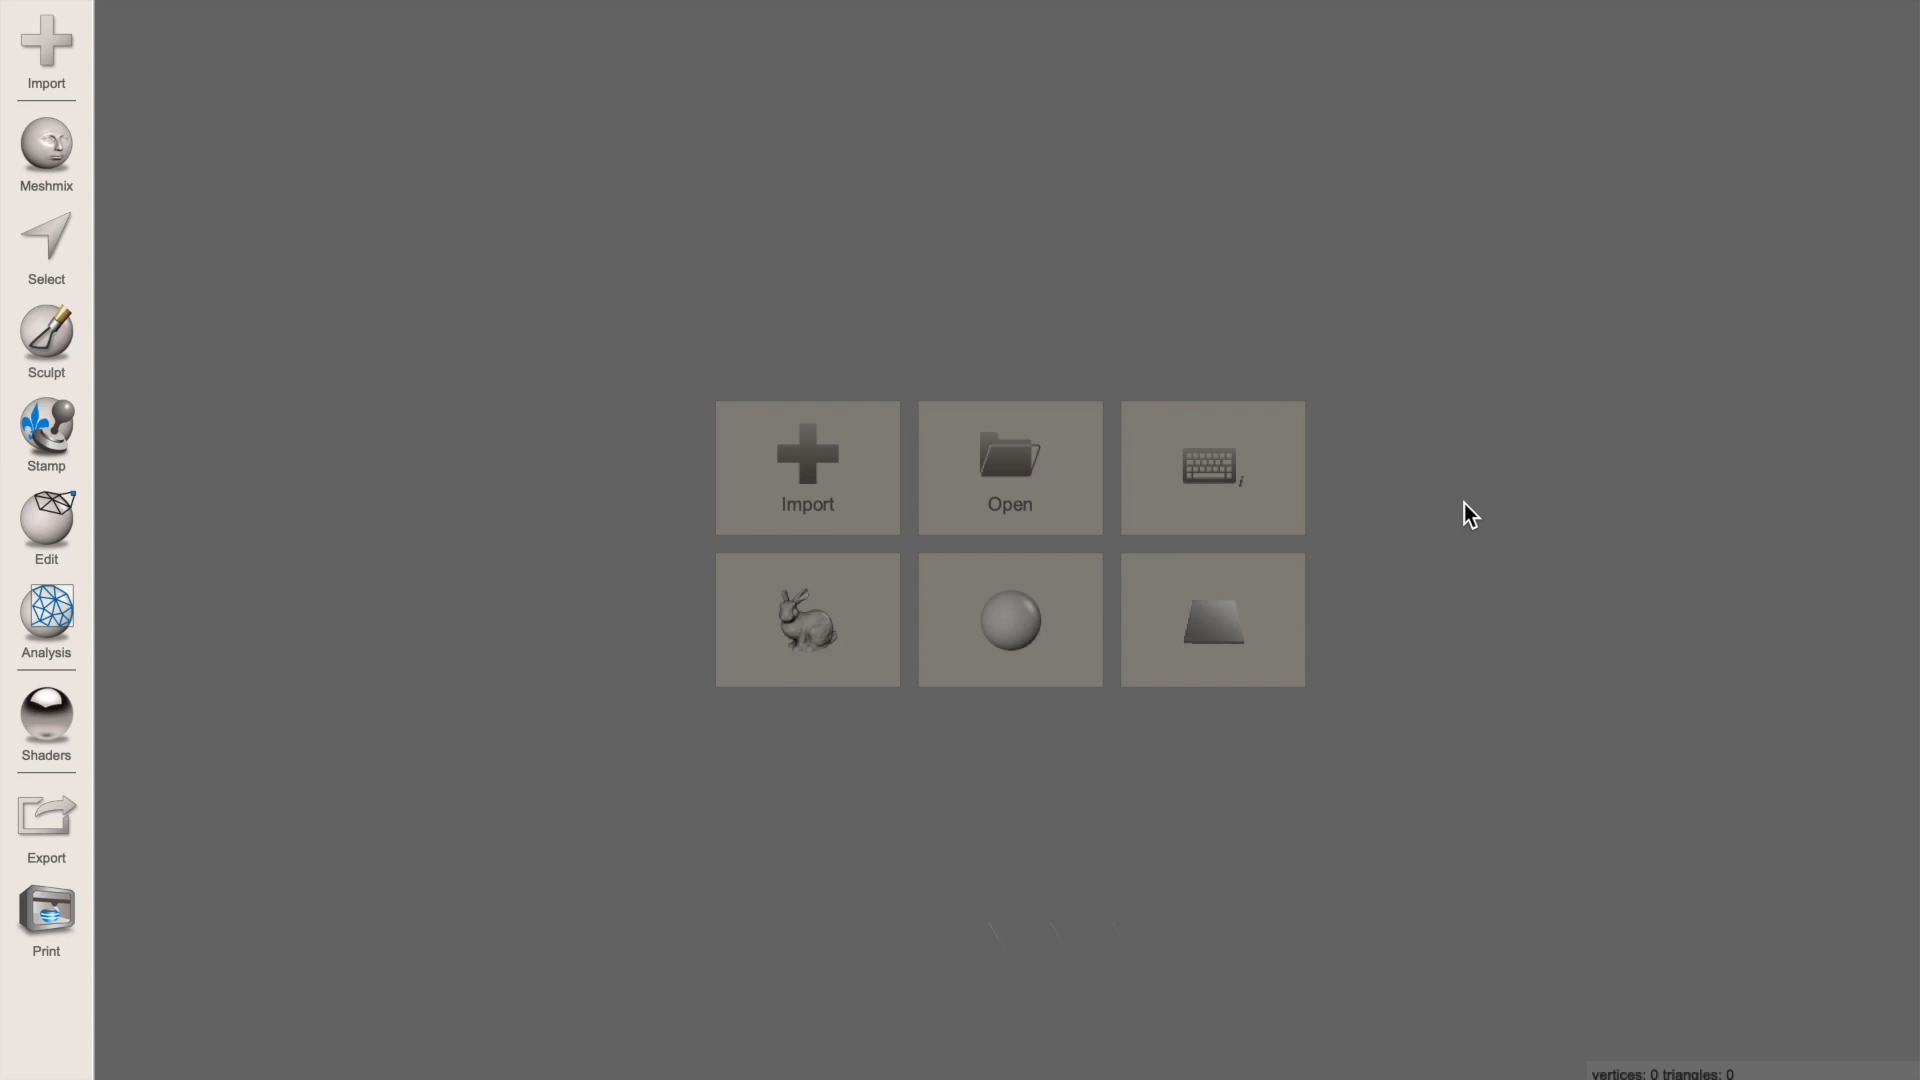 Import
Meshmix
Select
Sculpt
Stamp
Edit
Analysis
Shaders
Export
Print
Import
Open
i
vertices: 0 triangles: 0